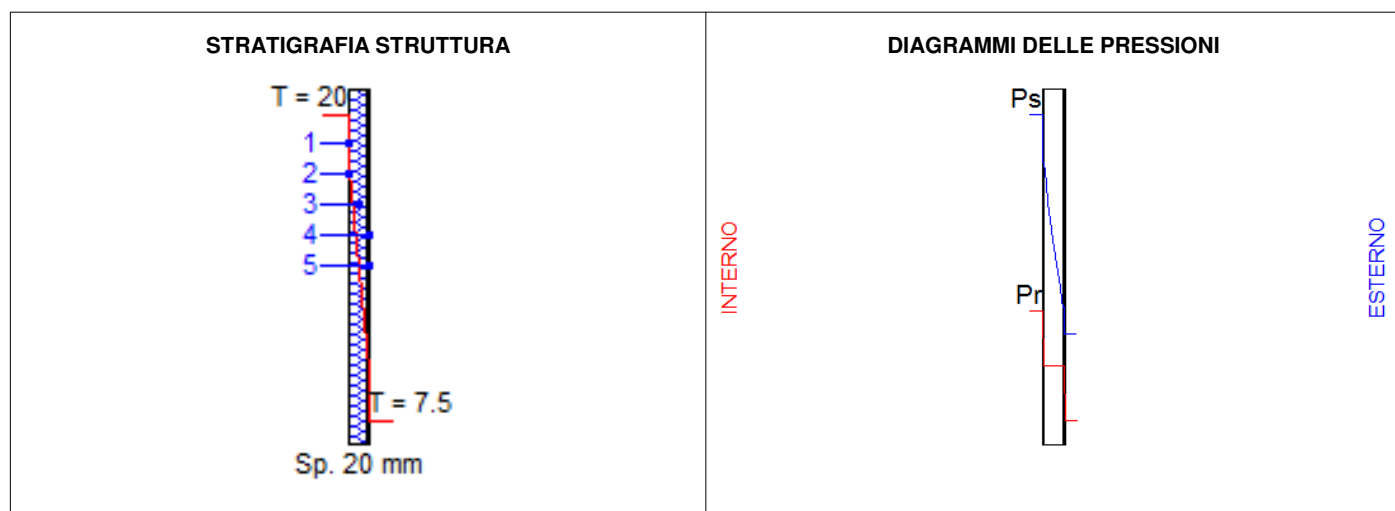 STRATIGRAFIA STRUTTURA
T = 20
1
2
3
4
5
T = 7.5
Sp. 20 mm
DIAGRAMMI DELLE PRESSIONI
Ps
Pr
INTERNO
ESTERNO